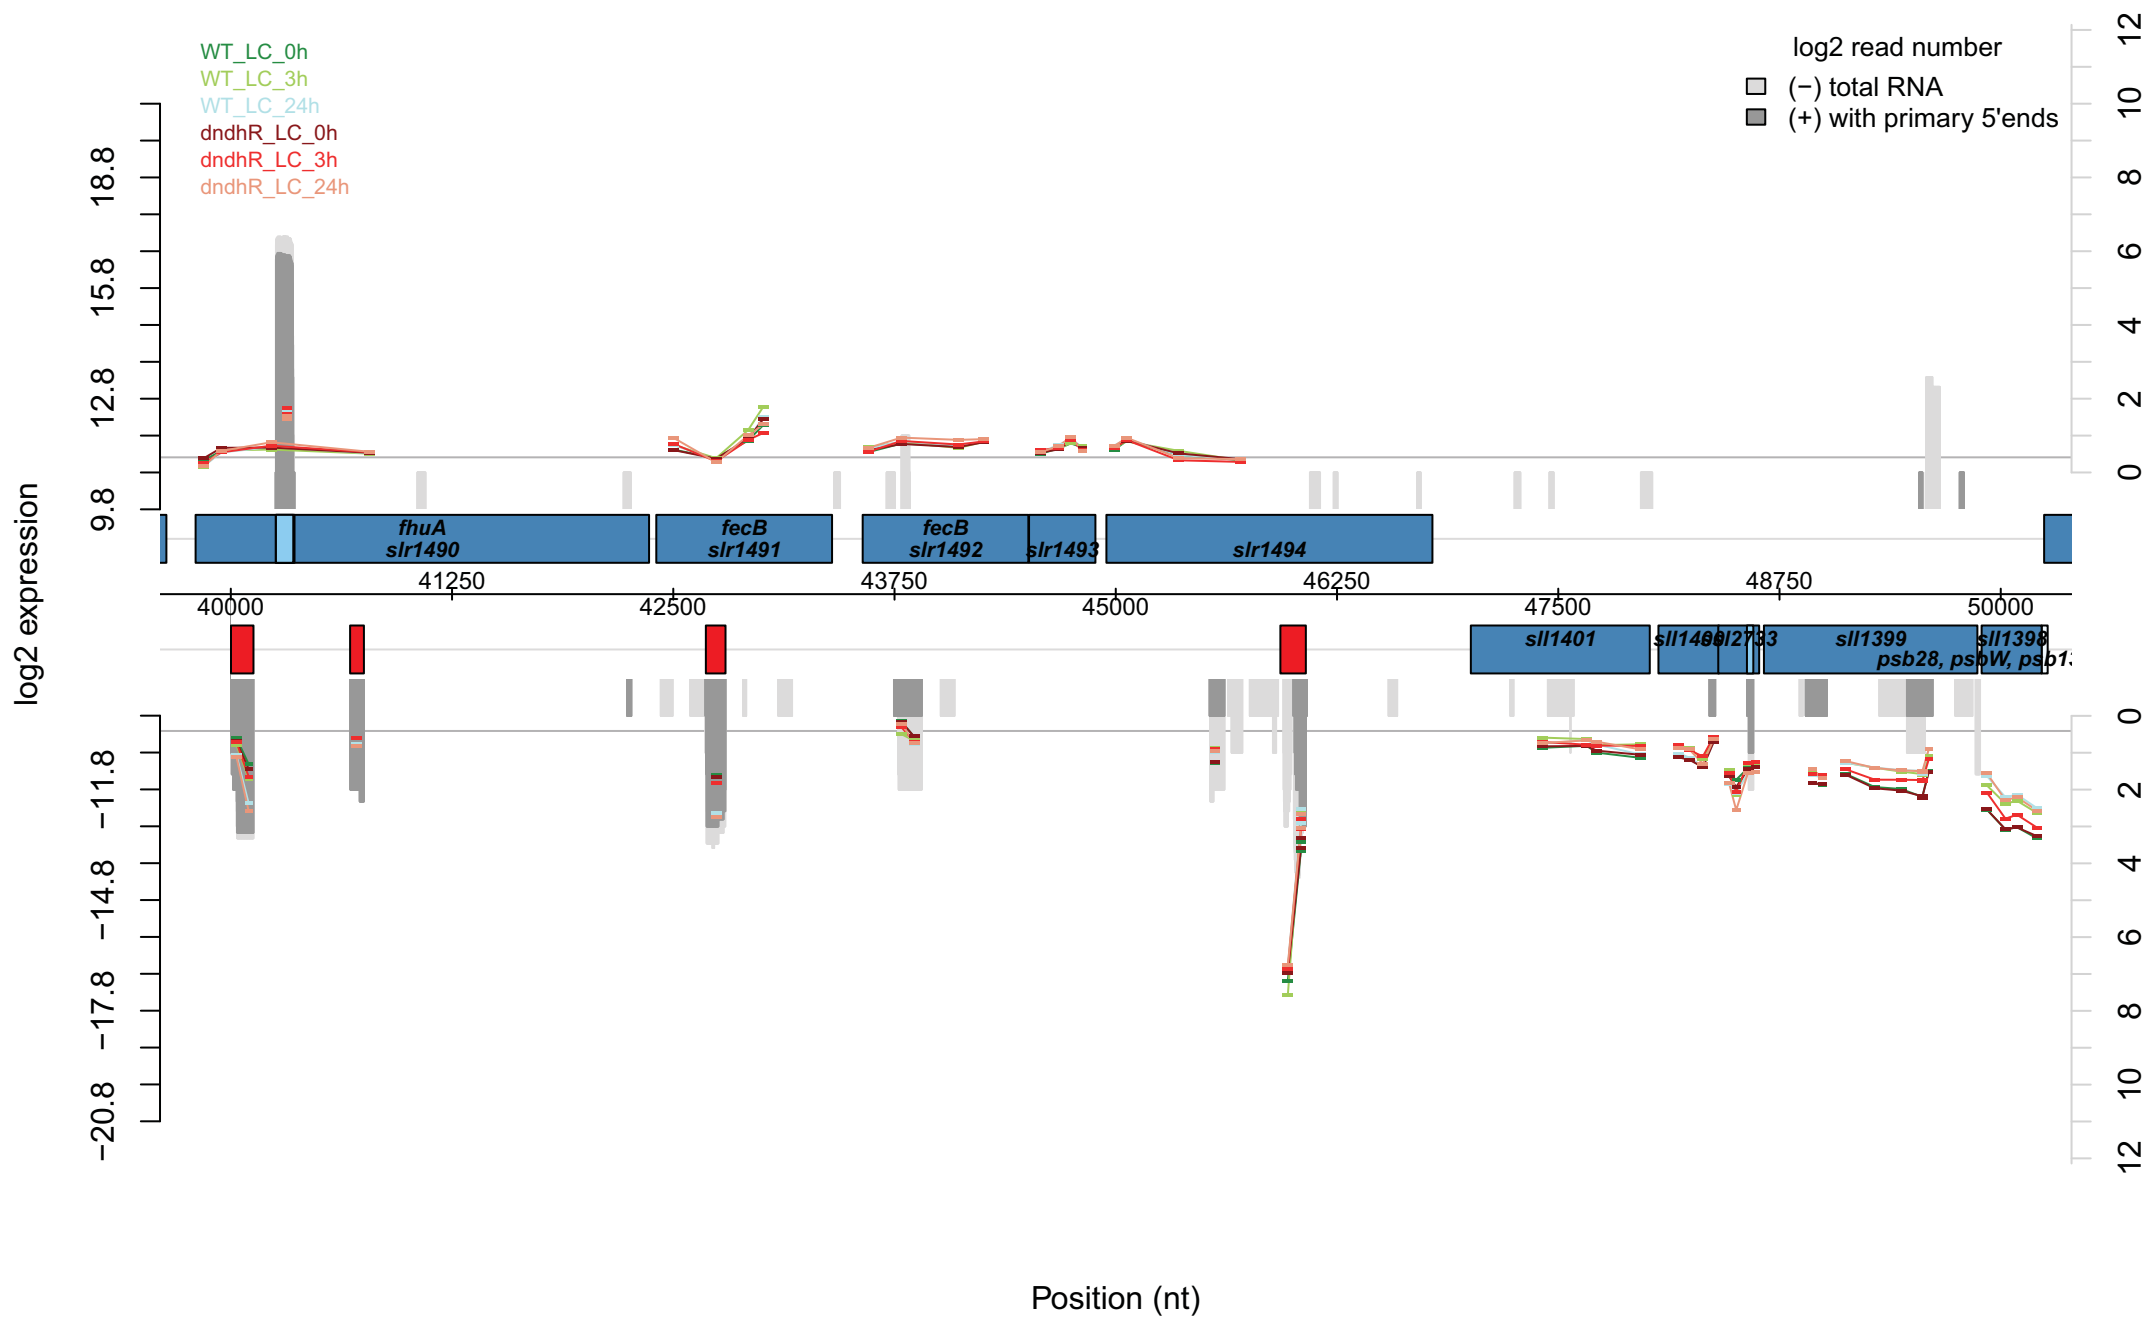 WT_LC_0h
WT_LC_3h
WT_LC_24h
dndhR_LC_0h
dndhR_LC_3h
dndhR_LC_24h
log2 read number
(−) total RNA
(+) with primary 5'ends
log2 expression
18.8
15.8
12.8
9.8
12
10
8
6
4
2
0
fhuA
slr1490
fecB
slr1491
fecB
slr1492
slr1493
slr1494
41250 43750 46250 48750
40000 42500 45000 47500 50000
sll1401
sll1400
sll2733
sll1399
sll1398
psb28, psbW, psb13
−11.8
−14.8
−17.8
−20.8
0
2
4
6
8
10
12
Position (nt)